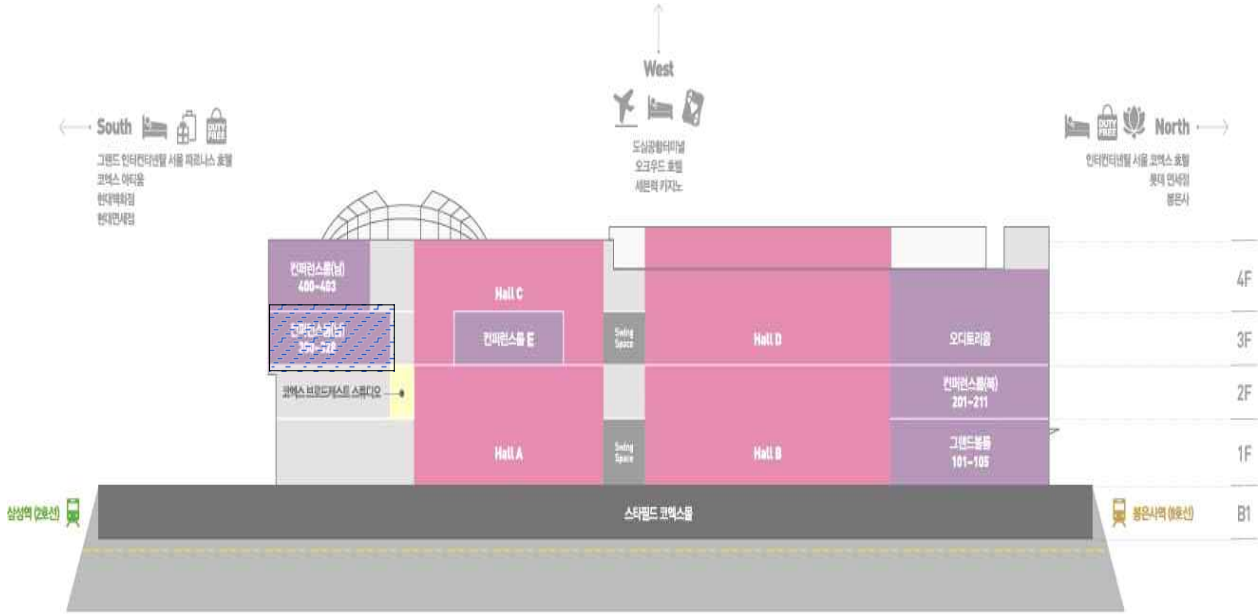 West
도심공항터미널
오크우드 호텔
세븐럭 카지노
South
DUTY FREE
그랜드 인터컨티넨탈 서울 파르나스 호텔
코엑스 아티움
현대백화점
현대면세점
DUTY FREE
North
인터컨티넨탈 서울 코엑스 호텔
롯데 면세점
봉은사
컨퍼런스룸(남)
400~403
Hall C
4F
컨퍼런스룸(남)
컨퍼런스룸 E
Swing
Space
Hall D
오디토리움
3F
코엑스 브로드캐스트 스튜디오
컨퍼런스룸(북)
201~211
2F
Hall A
Swing
Space
Hall B
그랜드볼룸
101~105
1F
삼성역 (2호선)
스타필드 코엑스몰
봉은사역 (9호선)
B1